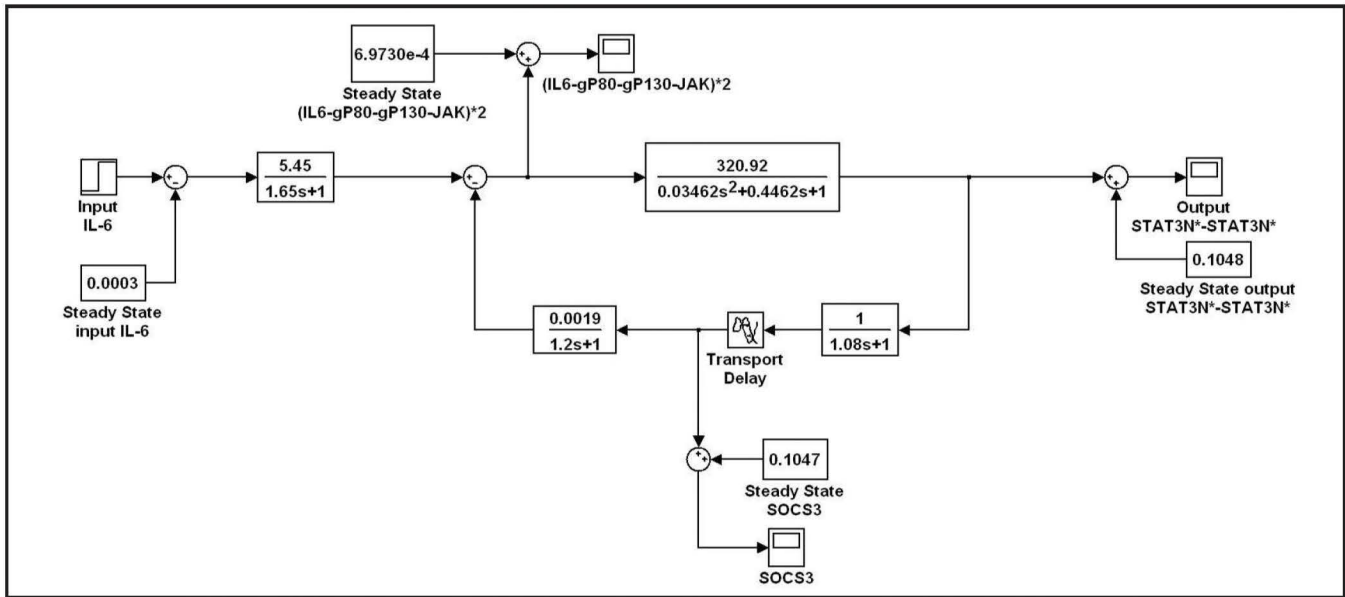 6.9730e-4
Steady State
(IL6-gP80-gP130-JAK)*2
+
+
(IL6-gP80-gP130-JAK)*2
Input
IL-6
+
−
5.45
1.65s+1
+
−
320.92
0.03462s²+0.4462s+1
+
+
Output
STAT3N*-STAT3N*
0.0003
Steady State
input IL-6
0.1048
Steady State output
STAT3N*-STAT3N*
0.0019
1.2s+1
Transport
Delay
1
1.08s+1
+
+
0.1047
Steady State
SOCS3
SOCS3